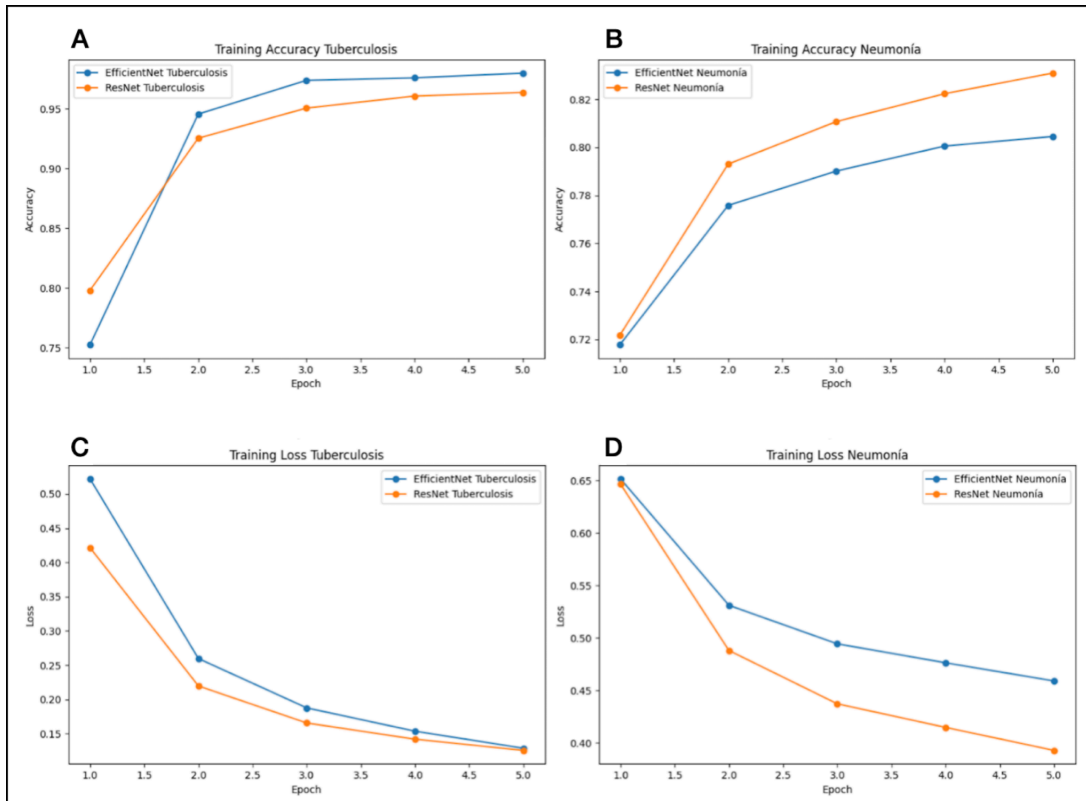 A
Training Accuracy Tuberculosis
EfficientNet Tuberculosis
ResNet Tuberculosis
0.95
0.90
0.85
0.80
0.75
Accuracy
1.0 1.5 2.0 2.5 3.0 3.5 4.0 4.5 5.0
Epoch
B
Training Accuracy Neumonía
EfficientNet Neumonía
ResNet Neumonía
0.82
0.80
0.78
0.76
0.74
0.72
Accuracy
1.0 1.5 2.0 2.5 3.0 3.5 4.0 4.5 5.0
Epoch
C
Training Loss Tuberculosis
EfficientNet Tuberculosis
ResNet Tuberculosis
0.50
0.45
0.40
0.35
0.30
0.25
0.20
0.15
Loss
1.0 1.5 2.0 2.5 3.0 3.5 4.0 4.5 5.0
Epoch
D
Training Loss Neumonía
EfficientNet Neumonía
ResNet Neumonía
0.65
0.60
0.55
0.50
0.45
0.40
Loss
1.0 1.5 2.0 2.5 3.0 3.5 4.0 4.5 5.0
Epoch